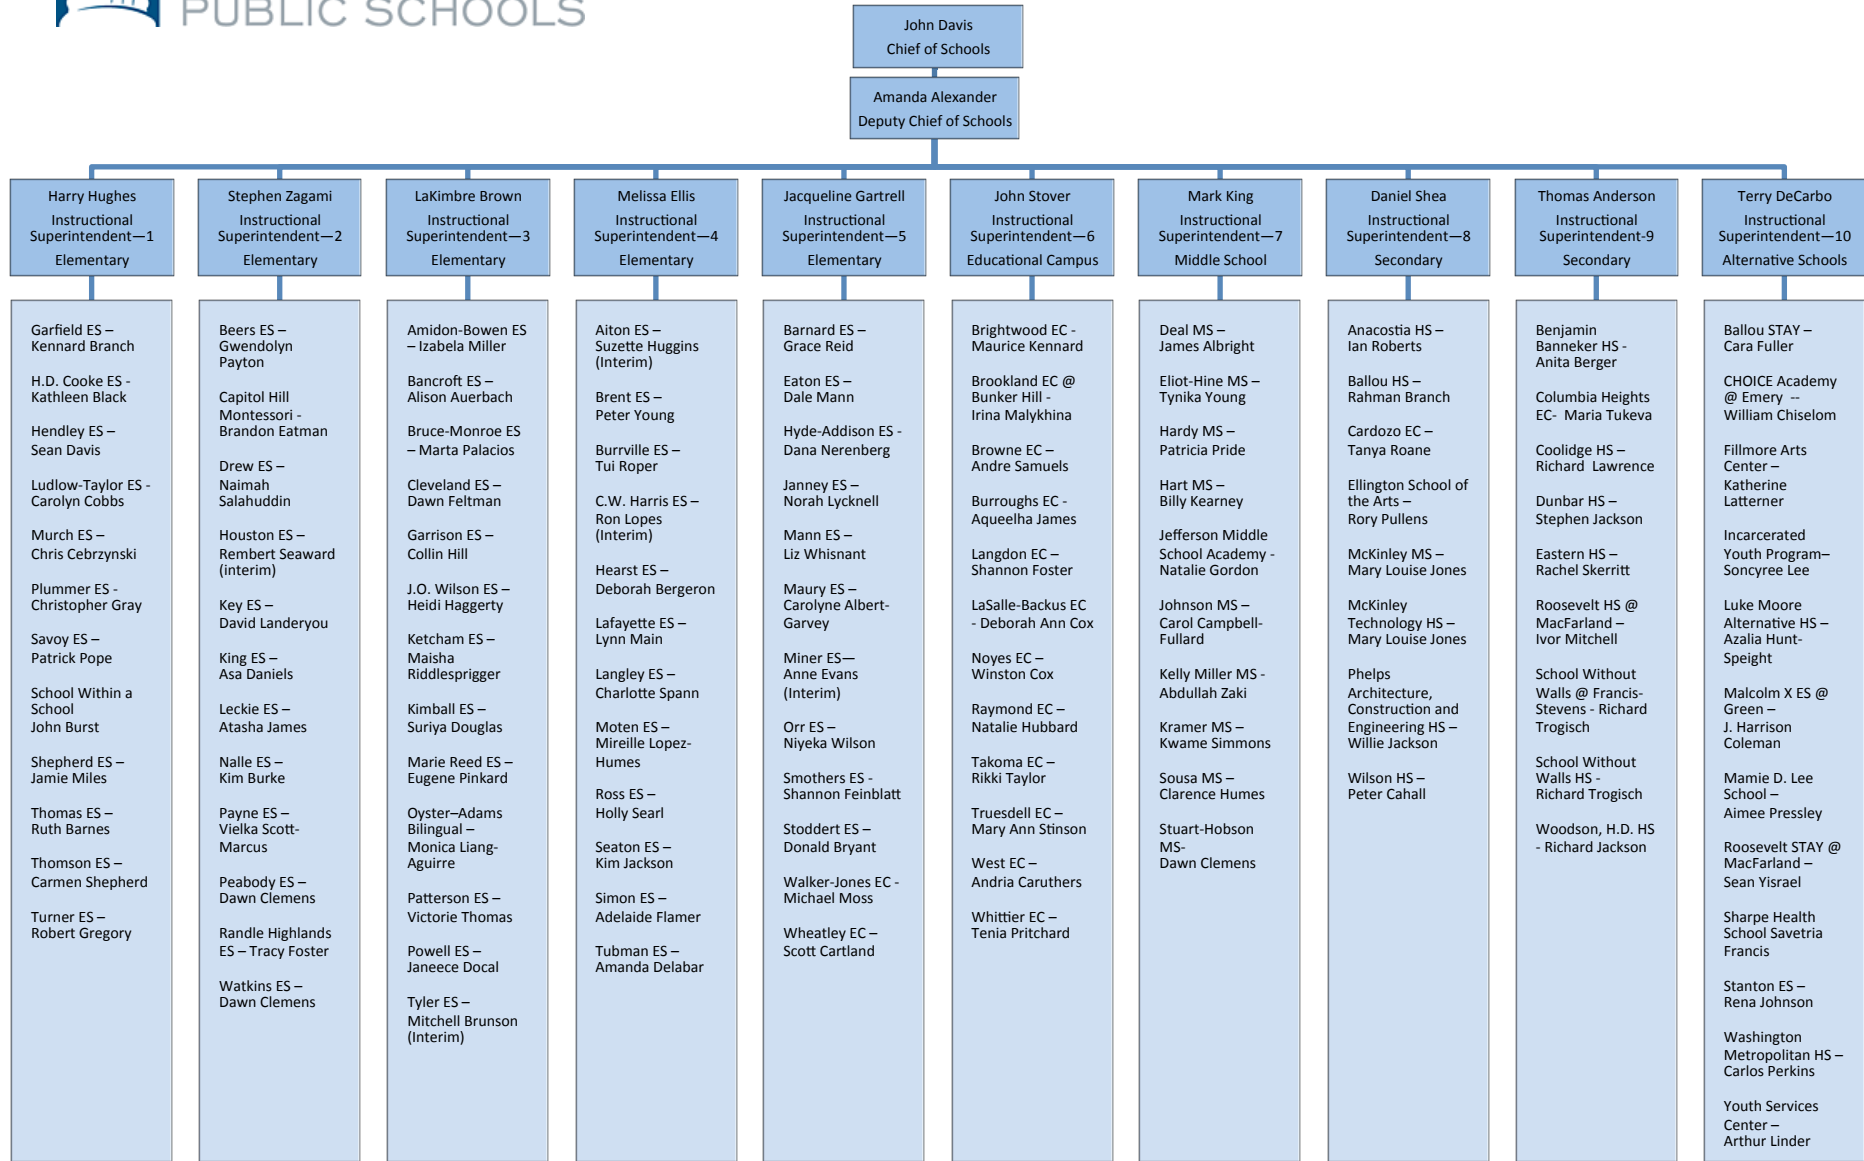 PUBLIC SCHOOLS
John Davis
Chief of Schools
Amanda Alexander
Deputy Chief of Schools
Harry Hughes
Instructional
Superintendent—1
Elementary
Stephen Zagami
Instructional
Superintendent—2
Elementary
LaKimbre Brown
Instructional
Superintendent—3
Elementary
Melissa Ellis
Instructional
Superintendent—4
Elementary
Jacqueline Gartrell
Instructional
Superintendent—5
Elementary
John Stover
Instructional
Superintendent—6
Educational Campus
Mark King
Instructional
Superintendent—7
Middle School
Daniel Shea
Instructional
Superintendent—8
Secondary
Thomas Anderson
Instructional
Superintendent-9
Secondary
Terry DeCarbo
Instructional
Superintendent—10
Alternative Schools
Garfield ES –
Kennard Branch
H.D. Cooke ES -
Kathleen Black
Hendley ES –
Sean Davis
Ludlow-Taylor ES -
Carolyn Cobbs
Murch ES –
Chris Cebrzynski
Plummer ES -
Christopher Gray
Savoy ES –
Patrick Pope
School Within a
School
John Burst
Shepherd ES –
Jamie Miles
Thomas ES –
Ruth Barnes
Thomson ES –
Carmen Shepherd
Turner ES –
Robert Gregory
Beers ES –
Gwendolyn
Payton
Capitol Hill
Montessori -
Brandon Eatman
Drew ES –
Naimah
Salahuddin
Houston ES –
Rembert Seaward
(interim)
Key ES –
David Landeryou
King ES –
Asa Daniels
Leckie ES –
Atasha James
Nalle ES –
Kim Burke
Payne ES –
Vielka Scott-
Marcus
Peabody ES –
Dawn Clemens
Randle Highlands
ES – Tracy Foster
Watkins ES –
Dawn Clemens
Amidon-Bowen ES
– Izabela Miller
Bancroft ES –
Alison Auerbach
Bruce-Monroe ES
– Marta Palacios
Cleveland ES –
Dawn Feltman
Garrison ES –
Collin Hill
J.O. Wilson ES –
Heidi Haggerty
Ketcham ES –
Maisha
Riddlesprigger
Kimball ES –
Suriya Douglas
Marie Reed ES –
Eugene Pinkard
Oyster–Adams
Bilingual –
Monica Liang-
Aguirre
Patterson ES –
Victorie Thomas
Powell ES –
Janeece Docal
Tyler ES –
Mitchell Brunson
(Interim)
Aiton ES –
Suzette Huggins
(Interim)
Brent ES –
Peter Young
Burrville ES –
Tui Roper
C.W. Harris ES –
Ron Lopes
(Interim)
Hearst ES –
Deborah Bergeron
Lafayette ES –
Lynn Main
Langley ES –
Charlotte Spann
Moten ES –
Mireille Lopez-
Humes
Ross ES –
Holly Searl
Seaton ES –
Kim Jackson
Simon ES –
Adelaide Flamer
Tubman ES –
Amanda Delabar
Barnard ES –
Grace Reid
Eaton ES –
Dale Mann
Hyde-Addison ES -
Dana Nerenberg
Janney ES –
Norah Lycknell
Mann ES –
Liz Whisnant
Maury ES –
Carolyne Albert-
Garvey
Miner ES—
Anne Evans
(Interim)
Orr ES –
Niyeka Wilson
Smothers ES -
Shannon Feinblatt
Stoddert ES –
Donald Bryant
Walker-Jones EC -
Michael Moss
Wheatley EC –
Scott Cartland
Brightwood EC -
Maurice Kennard
Brookland EC @
Bunker Hill -
Irina Malykhina
Browne EC –
Andre Samuels
Burroughs EC -
Aqueelha James
Langdon EC –
Shannon Foster
LaSalle-Backus EC
- Deborah Ann Cox
Noyes EC –
Winston Cox
Raymond EC –
Natalie Hubbard
Takoma EC –
Rikki Taylor
Truesdell EC –
Mary Ann Stinson
West EC –
Andria Caruthers
Whittier EC –
Tenia Pritchard
Deal MS –
James Albright
Eliot-Hine MS –
Tynika Young
Hardy MS –
Patricia Pride
Hart MS –
Billy Kearney
Jefferson Middle
School Academy -
Natalie Gordon
Johnson MS –
Carol Campbell-
Fullard
Kelly Miller MS -
Abdullah Zaki
Kramer MS –
Kwame Simmons
Sousa MS –
Clarence Humes
Stuart-Hobson
MS-
Dawn Clemens
Anacostia HS –
Ian Roberts
Ballou HS –
Rahman Branch
Cardozo EC –
Tanya Roane
Ellington School of
the Arts –
Rory Pullens
McKinley MS –
Mary Louise Jones
McKinley
Technology HS –
Mary Louise Jones
Phelps
Architecture,
Construction and
Engineering HS –
Willie Jackson
Wilson HS –
Peter Cahall
Benjamin
Banneker HS -
Anita Berger
Columbia Heights
EC- Maria Tukeva
Coolidge HS –
Richard Lawrence
Dunbar HS –
Stephen Jackson
Eastern HS –
Rachel Skerritt
Roosevelt HS @
MacFarland –
Ivor Mitchell
School Without
Walls @ Francis-
Stevens - Richard
Trogisch
School Without
Walls HS -
Richard Trogisch
Woodson, H.D. HS
- Richard Jackson
Ballou STAY –
Cara Fuller
CHOICE Academy
@ Emery --
William Chiselom
Fillmore Arts
Center –
Katherine
Latterner
Incarcerated
Youth Program–
Soncyree Lee
Luke Moore
Alternative HS –
Azalia Hunt-
Speight
Malcolm X ES @
Green –
J. Harrison
Coleman
Mamie D. Lee
School –
Aimee Pressley
Roosevelt STAY @
MacFarland –
Sean Yisrael
Sharpe Health
School Savetria
Francis
Stanton ES –
Rena Johnson
Washington
Metropolitan HS –
Carlos Perkins
Youth Services
Center –
Arthur Linder